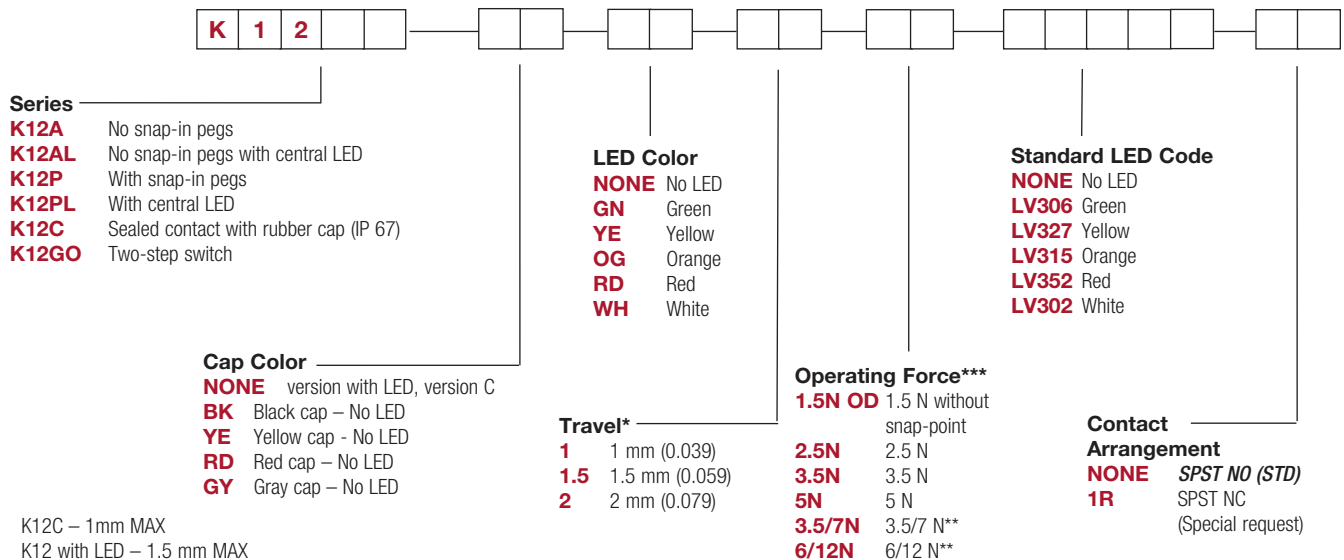 K 1 2
Series
K12A No snap-in pegs
K12AL No snap-in pegs with central LED
K12P With snap-in pegs
K12PL With central LED
K12C Sealed contact with rubber cap (IP 67)
K12GO Two-step switch
Cap Color
NONE version with LED, version C
BK Black cap – No LED
YE Yellow cap - No LED
RD Red cap – No LED
GY Gray cap – No LED
LED Color
NONE No LED
GN Green
YE Yellow
OG Orange
RD Red
WH White
Travel*
1 1 mm (0.039)
1.5 1.5 mm (0.059)
2 2 mm (0.079)
Operating Force***
1.5N OD 1.5 N without
snap-point
2.5N 2.5 N
3.5N 3.5 N
5N 5 N
3.5/7N 3.5/7 N**
6/12N 6/12 N**
Standard LED Code
NONE No LED
LV306 Green
LV327 Yellow
LV315 Orange
LV352 Red
LV302 White
Contact
Arrangement
NONE SPST NO (STD)
1R SPST NC
(Special request)
K12C – 1mm MAX
K12 with LED – 1.5 mm MAX